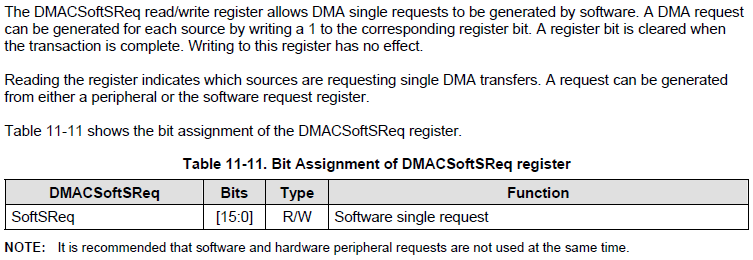 The DMACSoftSReq read/write register allows DMA single requests to be generated by software. A DMA request
can be generated for each source by writing a 1 to the corresponding register bit. A register bit is cleared when
the transaction is complete. Writing to this register has no effect.
Reading the register indicates which sources are requesting single DMA transfers. A request can be generated
from either a peripheral or the software request register.
Table 11-11 shows the bit assignment of the DMACSoftSReq register.
Table 11-11. Bit Assignment of DMACSoftSReq register
DMACSoftSReq Bits Type Function
SoftSReq [15:0] R/W Software single request
NOTE: It is recommended that software and hardware peripheral requests are not used at the same time.